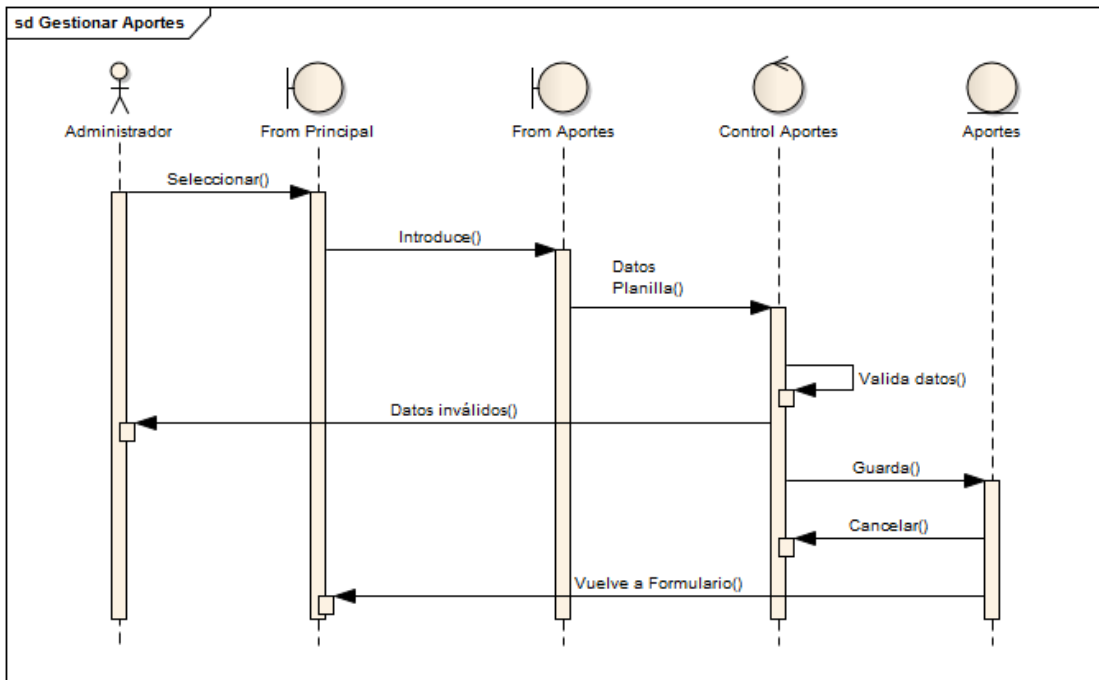 sd Gestionar Aportes
Administrador
From Principal
From Aportes
Control Aportes
Aportes
Seleccionar()
Introduce()
Datos
Planilla()
Valida datos()
Datos inválidos()
Guarda()
Cancelar()
Vuelve a Formulario()